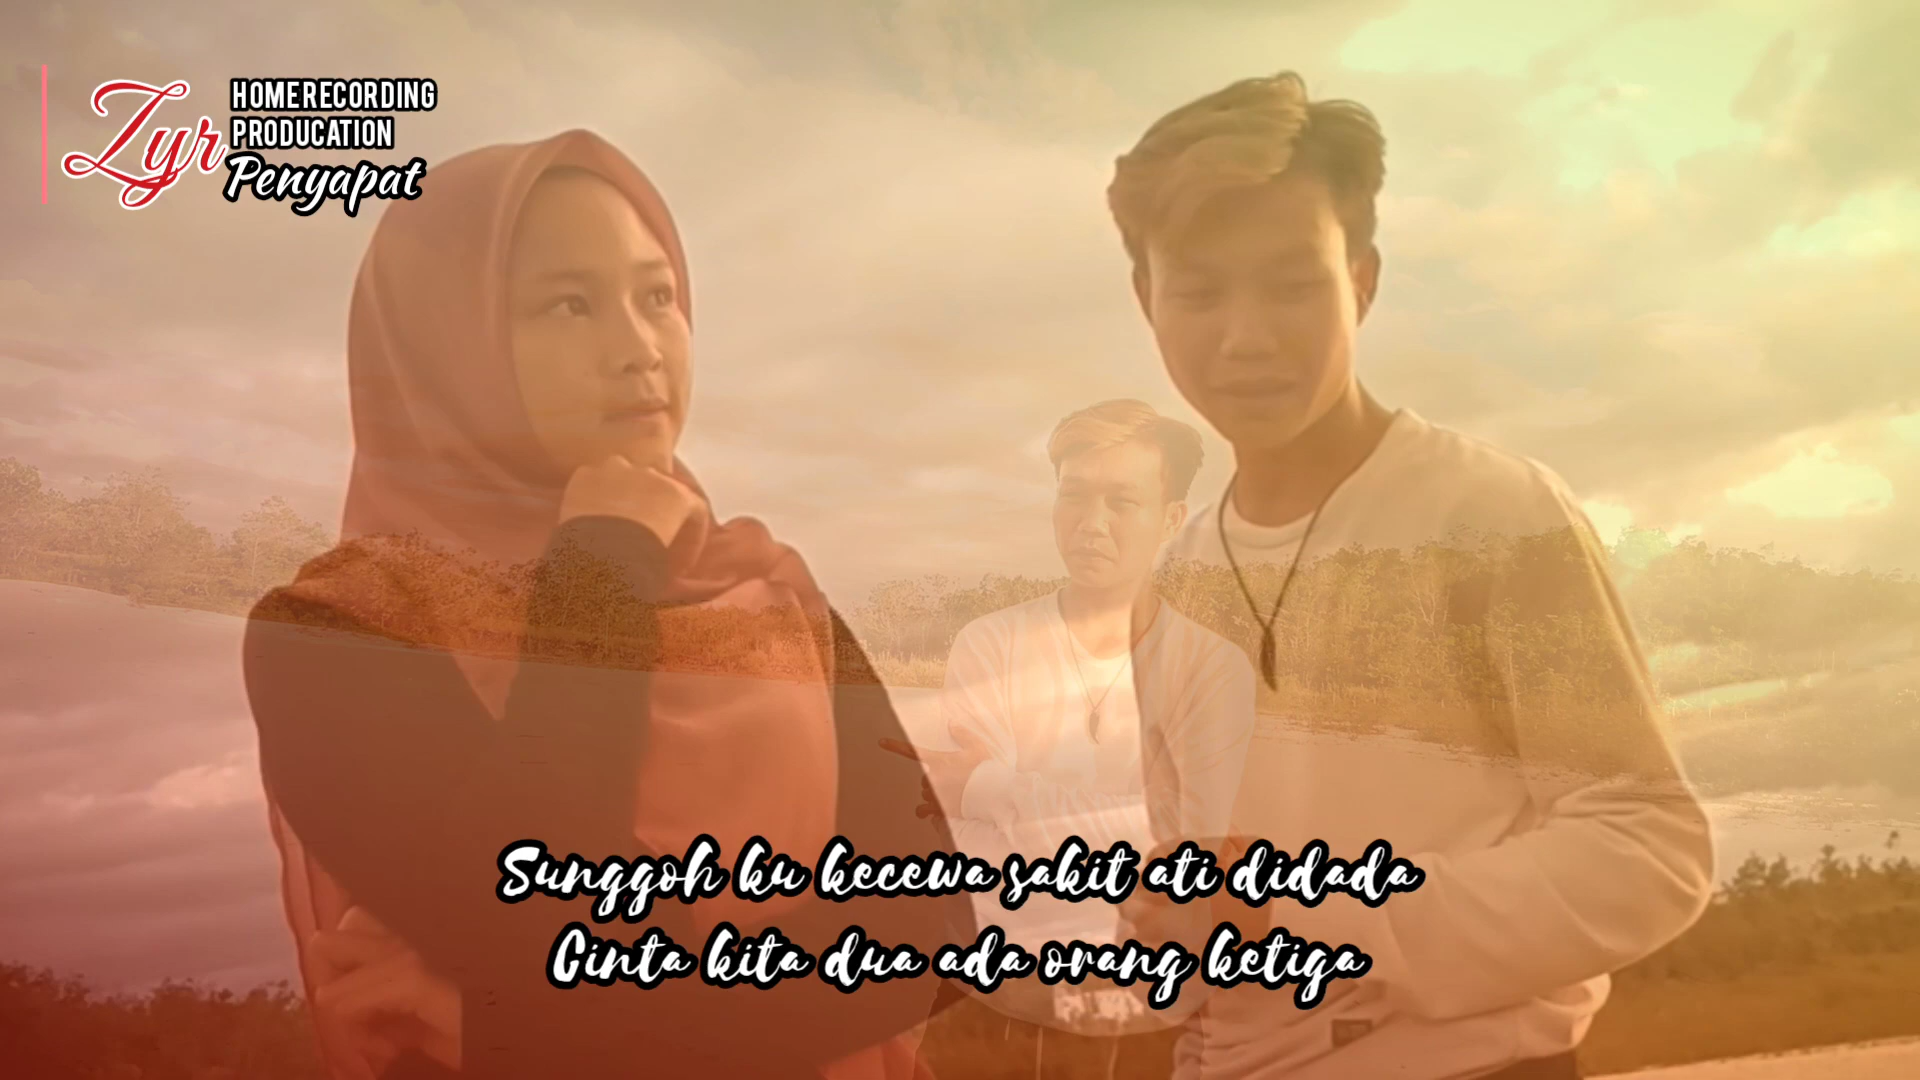 Zyr
HOMERECORDING
PRODUCATION
Penyapat
Sunggoh ku kecewa sakit ati didada
Cinta kita dua ada orang ketiga